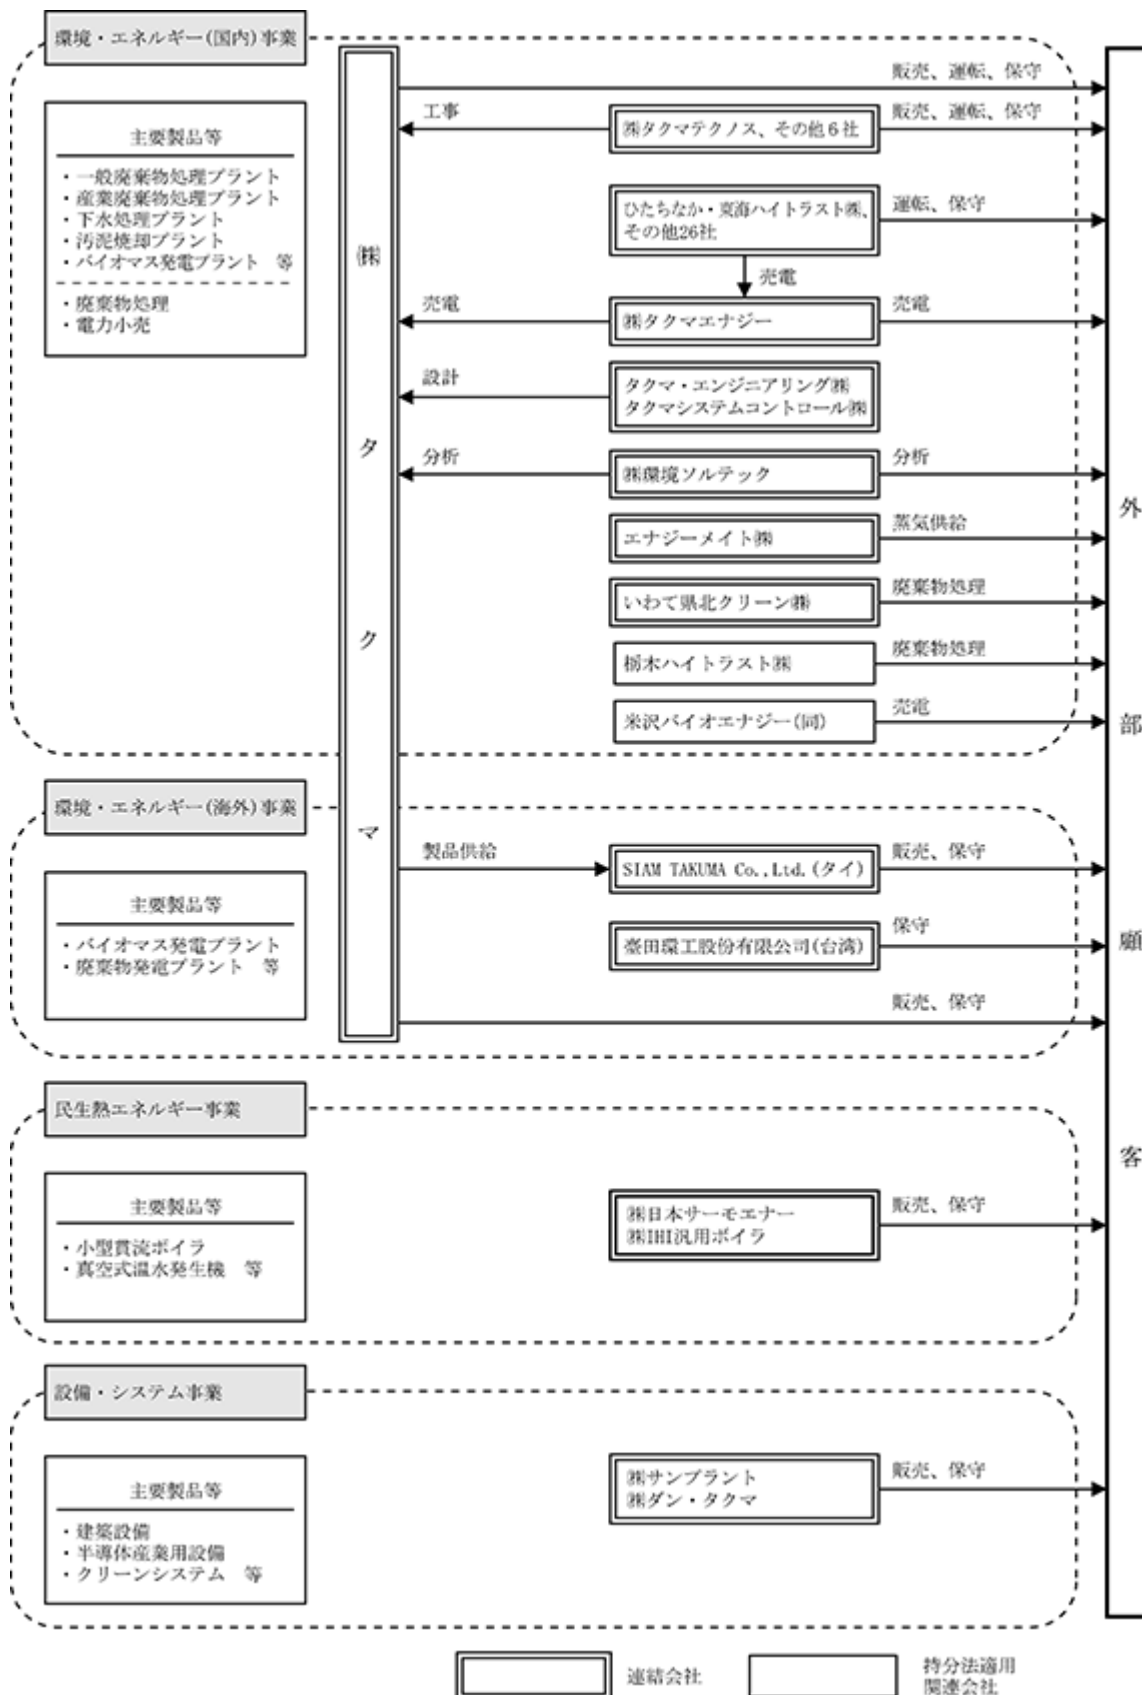 環境・エネルギー(国内)事業
主要製品等
・一般廃棄物処理プラント
・産業廃棄物処理プラント
・下水処理プラント
・汚泥焼却プラント
・バイオマス発電プラント　等
・廃棄物処理
・電力小売
㈱タクマ
販売、運転、保守
工事
㈱タクマテクノス、その他６社
販売、運転、保守
ひたちなか・東海ハイトラスト㈱、
その他26社
運転、保守
売電
売電
㈱タクマエナジー
売電
設計
タクマ・エンジニアリング㈱
タクマシステムコントロール㈱
分析
㈱環境ソルテック
分析
エナジーメイト㈱
蒸気供給
いわて県北クリーン㈱
廃棄物処理
栃木ハイトラスト㈱
廃棄物処理
米沢バイオエナジー(同)
売電
外部顧客
環境・エネルギー(海外)事業
主要製品等
・バイオマス発電プラント
・廃棄物発電プラント　等
製品供給
SIAM TAKUMA Co.,Ltd.(タイ)
販売、保守
臺田環工股份有限公司(台湾)
保守
販売、保守
民生熱エネルギー事業
主要製品等
・小型貫流ボイラ
・真空式温水発生機　等
㈱日本サーモエナー
㈱IHI汎用ボイラ
販売、保守
設備・システム事業
主要製品等
・建築設備
・半導体産業用設備
・クリーンシステム　等
㈱サンプラント
㈱ダン・タクマ
販売、保守
連結会社
持分法適用
関連会社